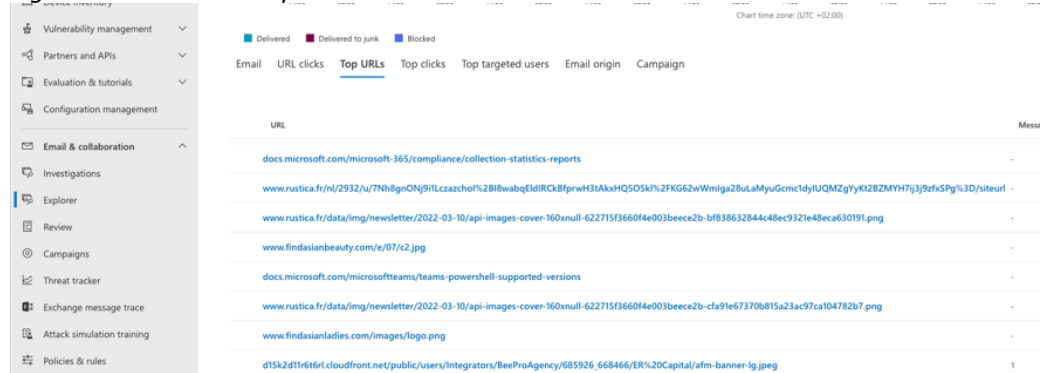 Device inventory
Vulnerability management
Partners and APIs
Evaluation & tutorials
Configuration management
Email & collaboration
Investigations
Explorer
Review
Campaigns
Threat tracker
Exchange message trace
Attack simulation training
Policies & rules
Chart time zone: (UTC +02:00)
Delivered Delivered to junk Blocked
Email URL clicks Top URLs Top clicks Top targeted users Email origin Campaign
URL Messa
docs.microsoft.com/microsoft-365/compliance/collection-statistics-reports -
www.rustica.fr/nl/2932/u/7Nh8gnONj9i1LczazchoI%2BI8wabqEldIRCkBfprwH3tAkxHQ5O5kI%2FKG62wWmIga28uLaMyuGcmc1dyIUQMZgYyKt2BZMYH7ij3j9zfxSPg%3D/siteurl -
www.rustica.fr/data/img/newsletter/2022-03-10/api-images-cover-160xnull-622715f3660f4e003beece2b-bf838632844c48ec9321e48eca630191.png -
www.findasianbeauty.com/e/07/c2.jpg -
docs.microsoft.com/microsoftteams/teams-powershell-supported-versions -
www.rustica.fr/data/img/newsletter/2022-03-10/api-images-cover-160xnull-622715f3660f4e003beece2b-cfa91e67370b815a23ac97ca104782b7.png -
www.findasianladies.com/images/logo.png -
d15k2d11r6t6rl.cloudfront.net/public/users/Integrators/BeeProAgency/685926_668466/ER%20Capital/afm-banner-lg.jpeg 1